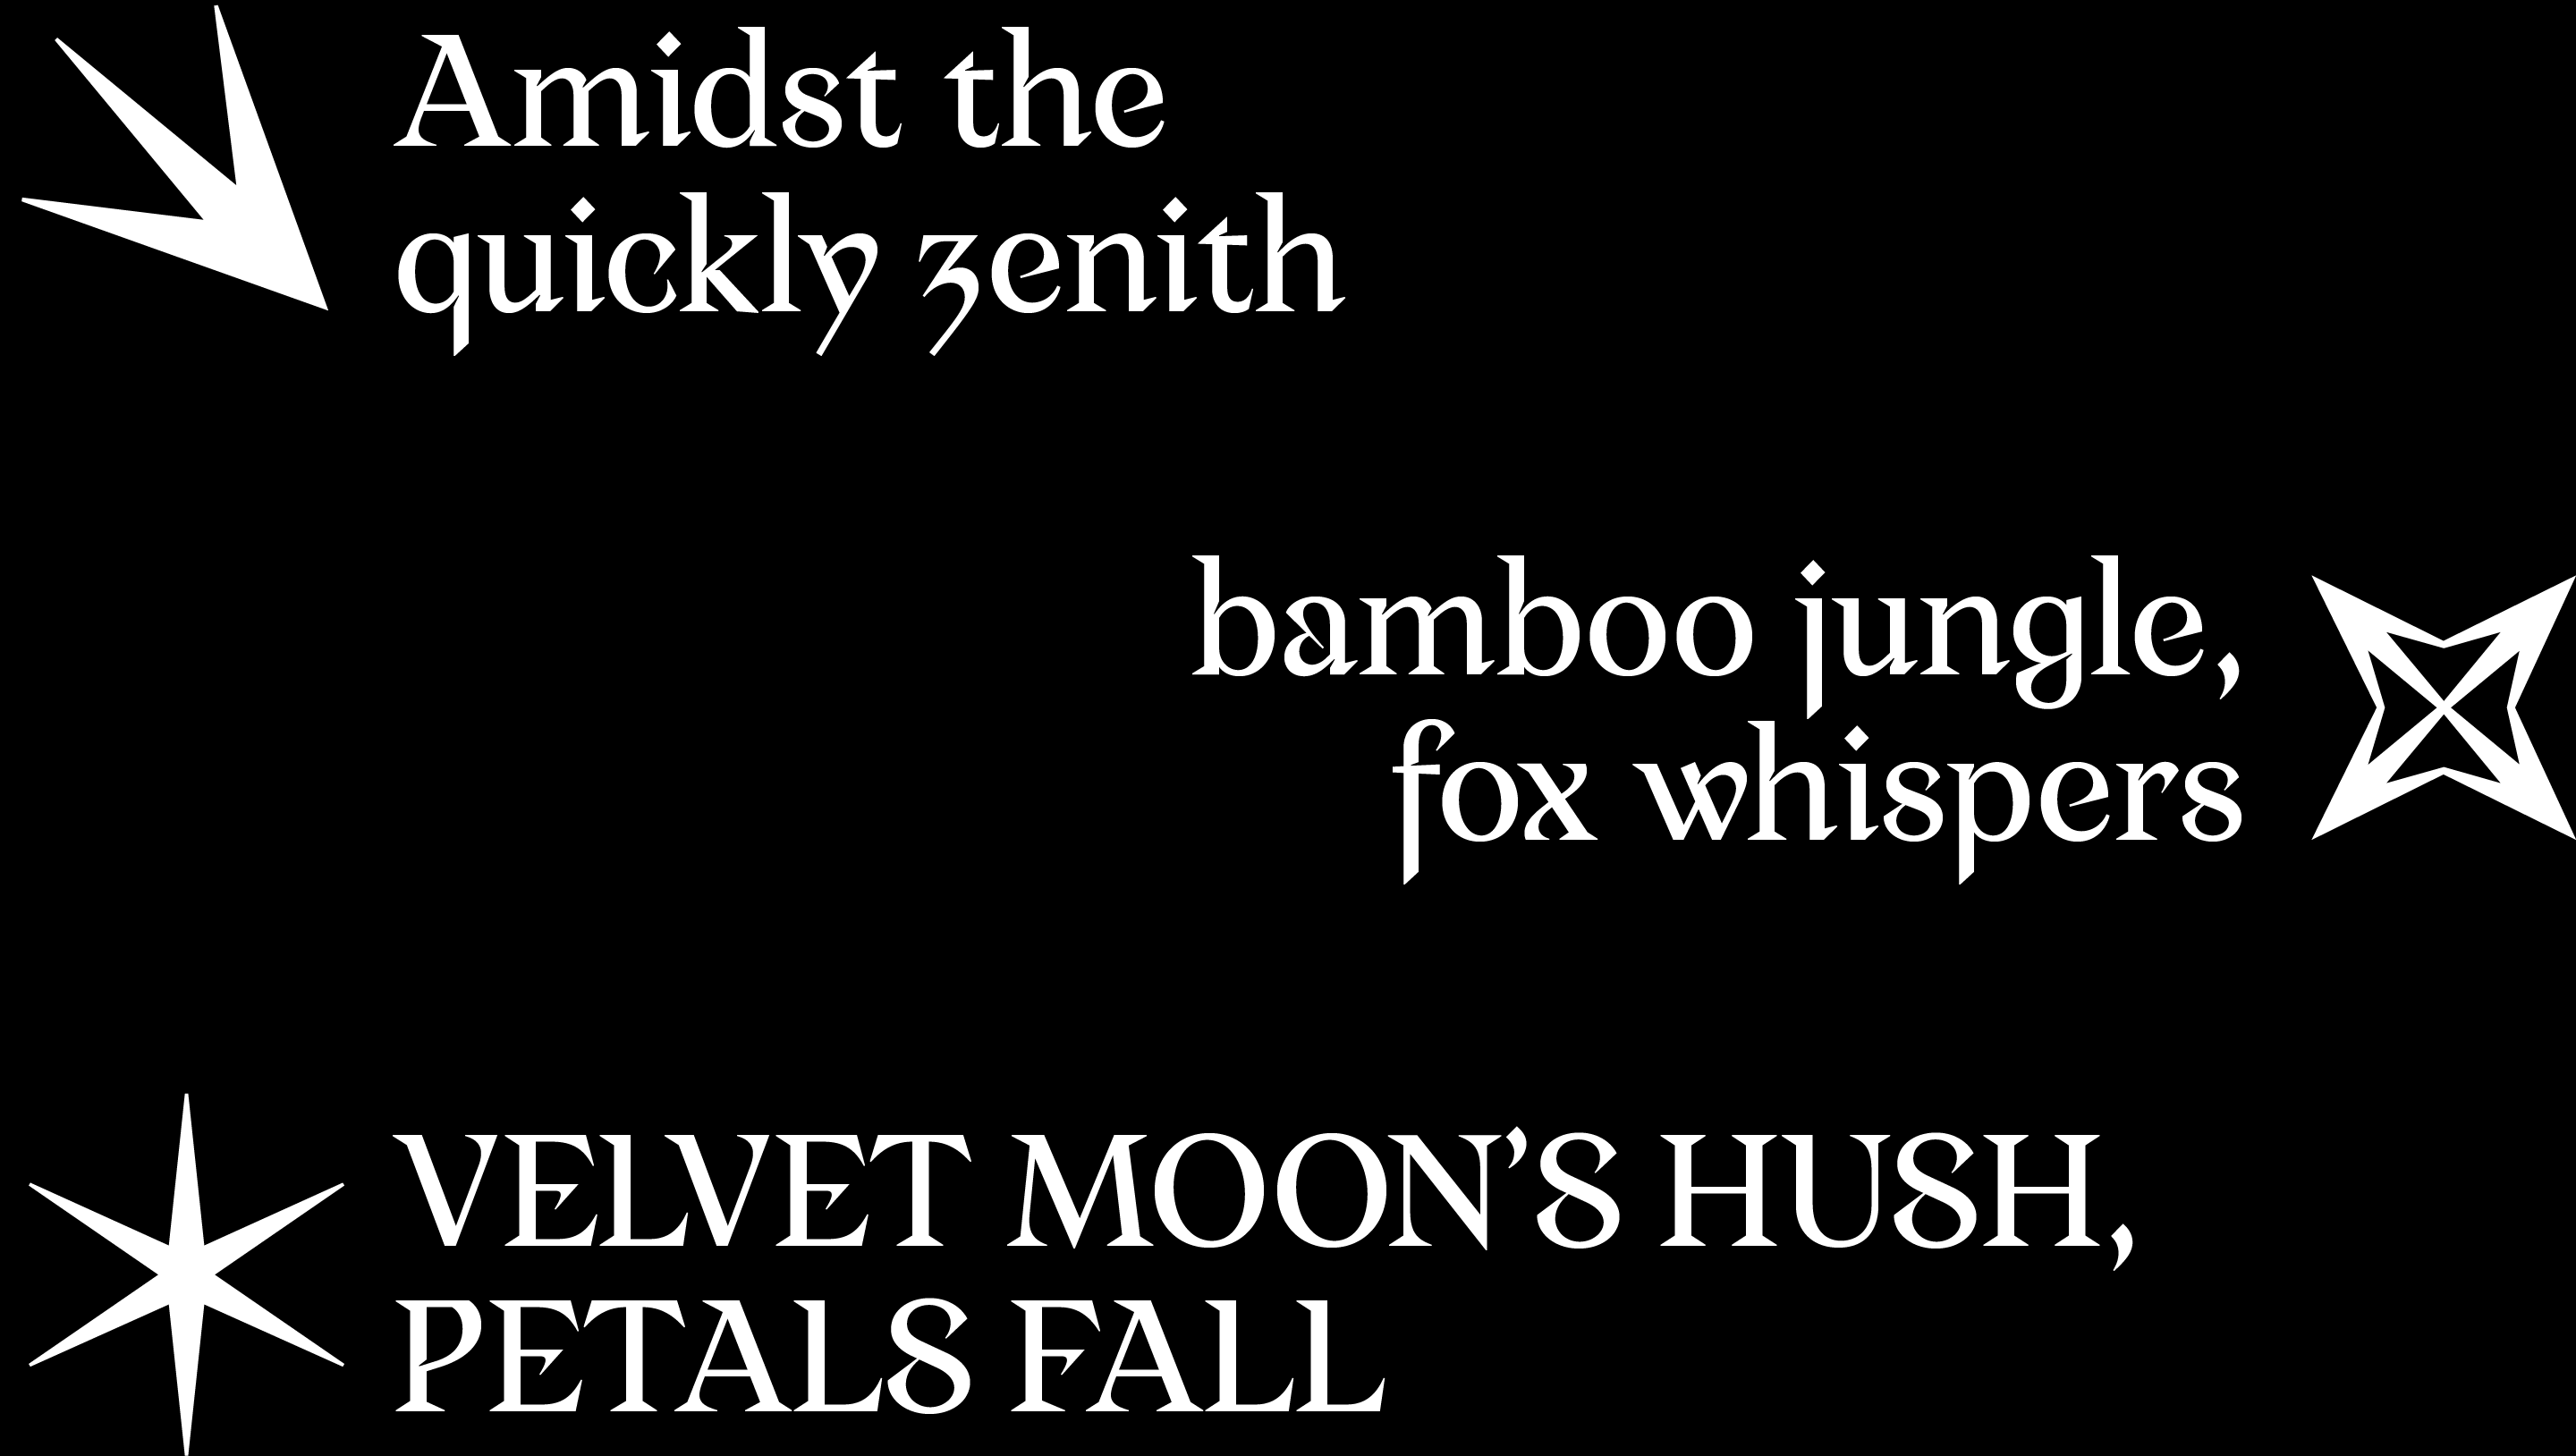 Amidst the
quickly zenith
bamboo jungle,
fox whispers
VELVET MOON’S HUSH,
PETALS FALL